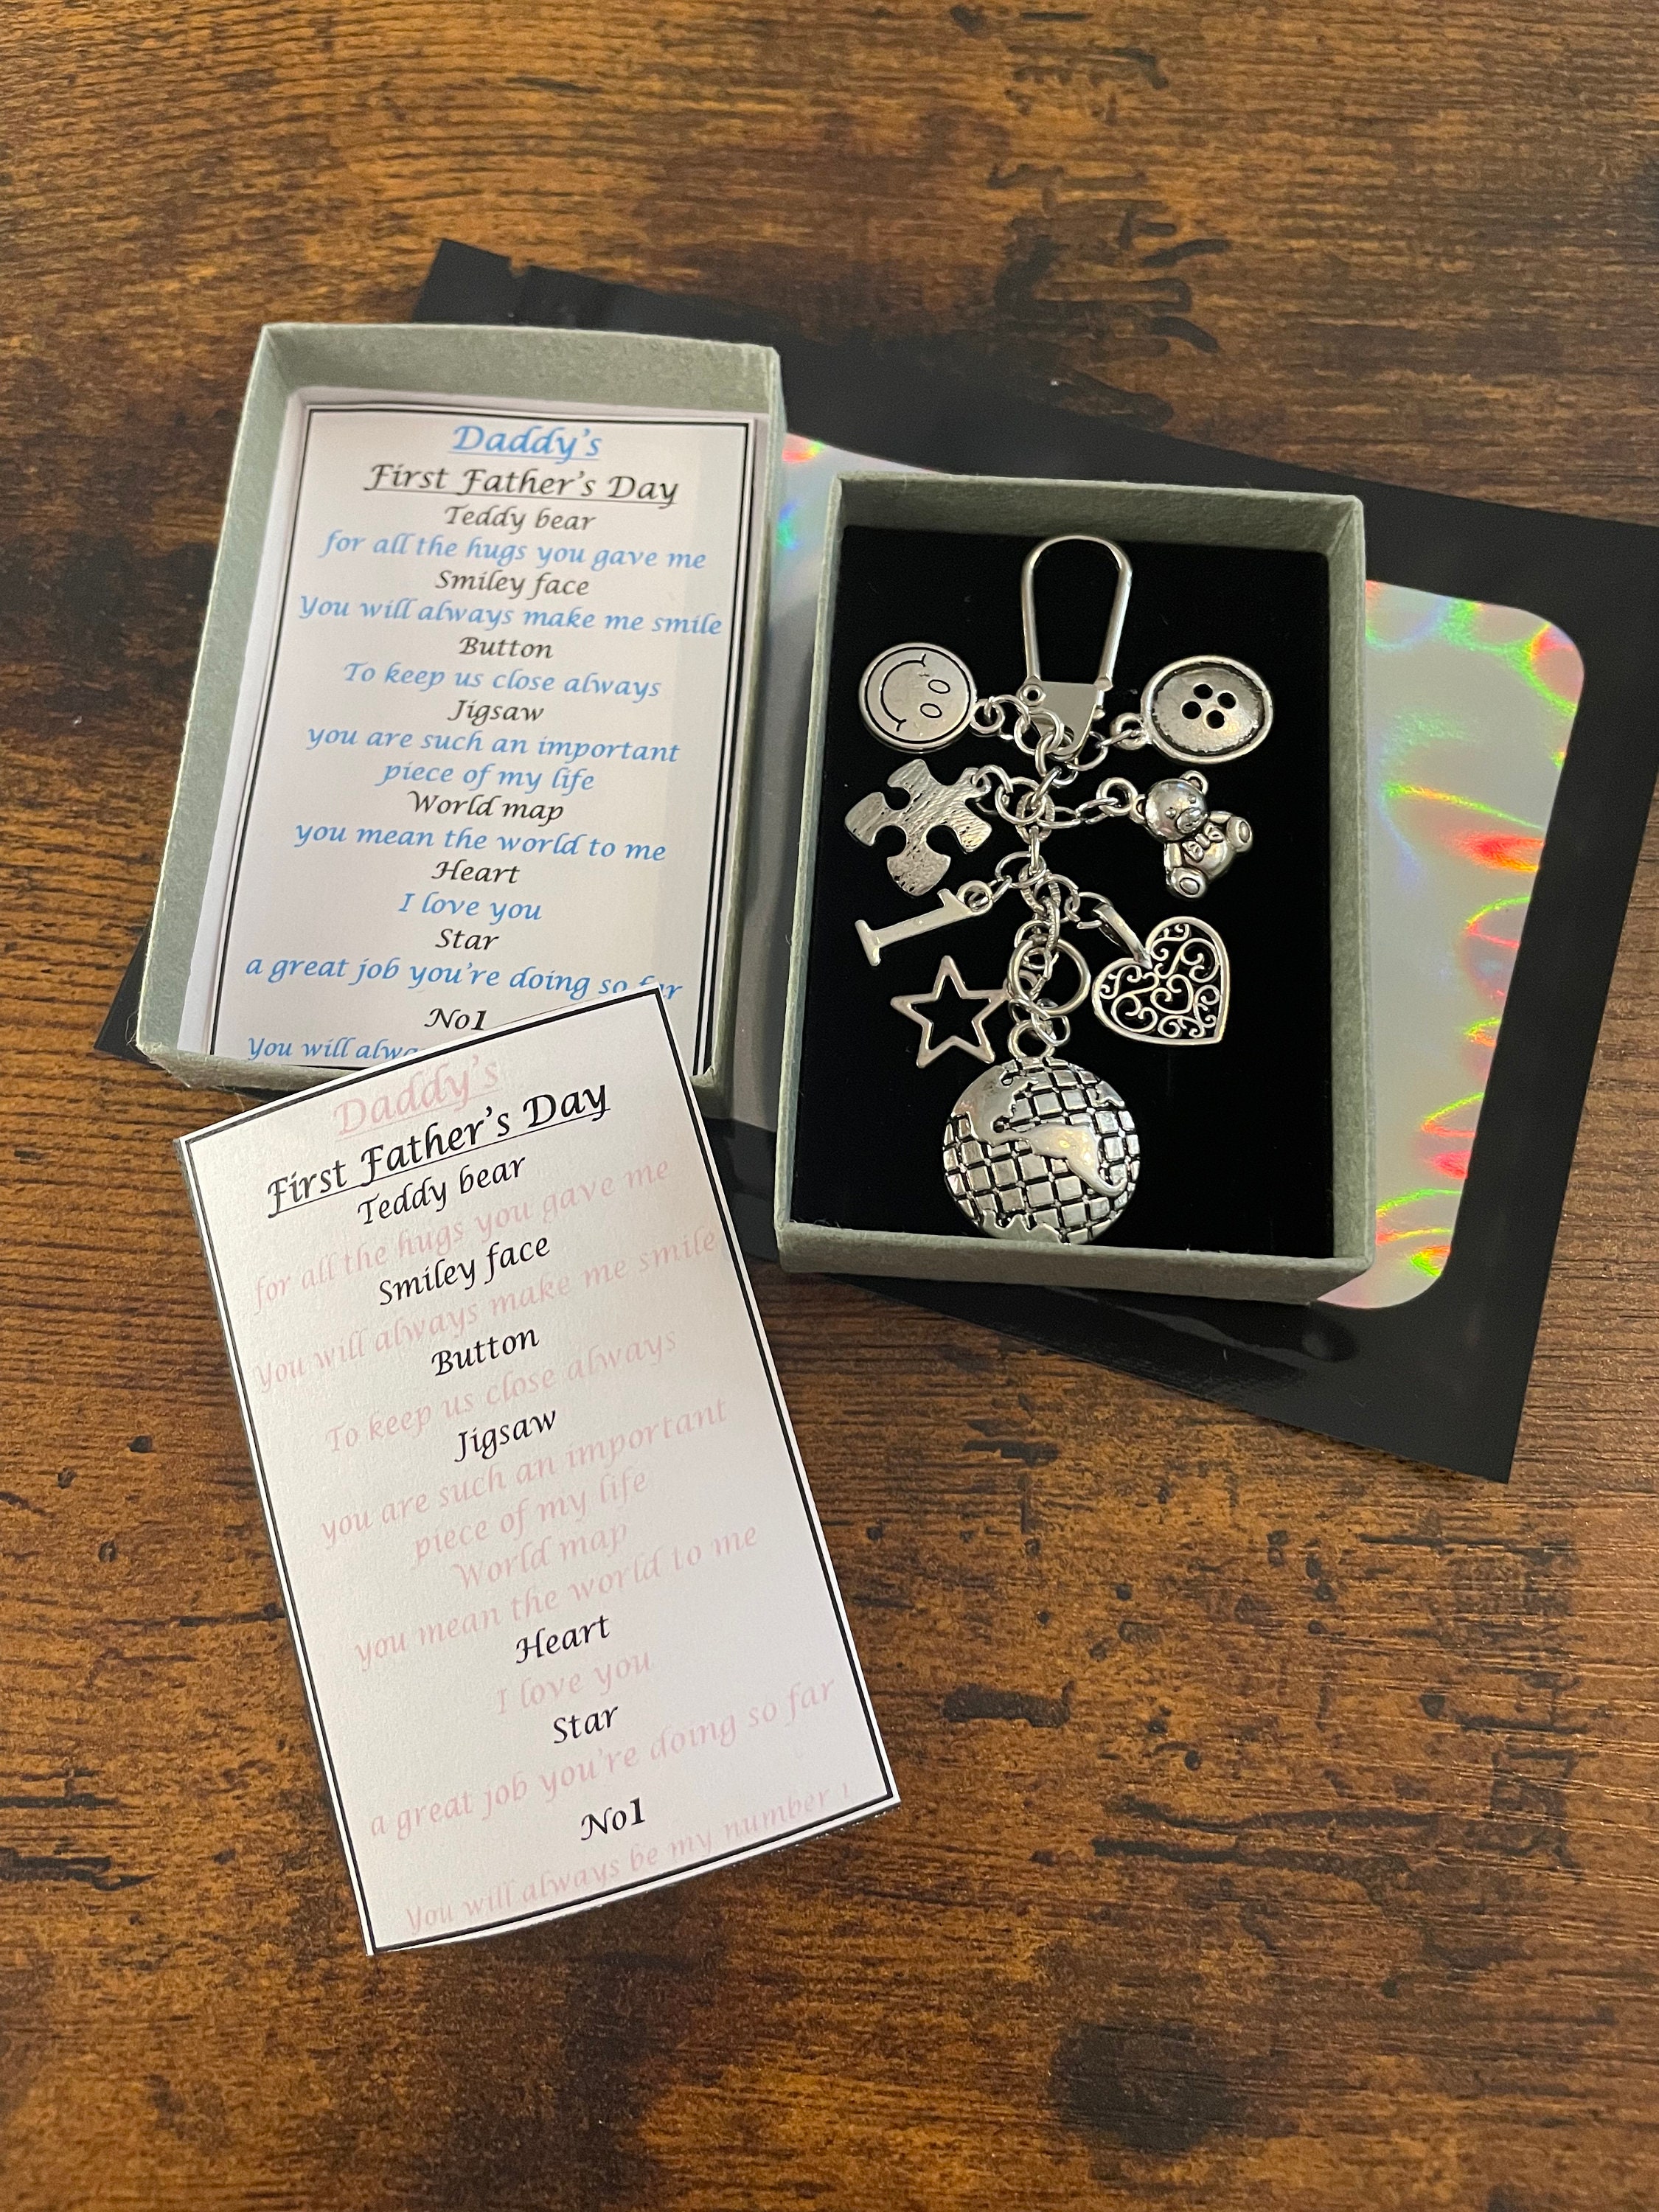 Daddy's
First Father's Day
Teddy bear
for all the hugs you gave me
Smiley face
You will always make me smile
Button
To keep us close always
Jigsaw
you are such an important
piece of my life
World map
you mean the world to me
Heart
I love you
Star
a great job you're doing so far
No1
You will alwa
Daddy's
First Father's Day
Teddy bear
for all the hugs you gave me
Smiley face
You will always make me smile
Button
To keep us close always
Jigsaw
you are such an important
piece of my life
World map
you mean the world to me
Heart
I love you
Star
a great job you're doing so far
No1
You will always be my number 1
1